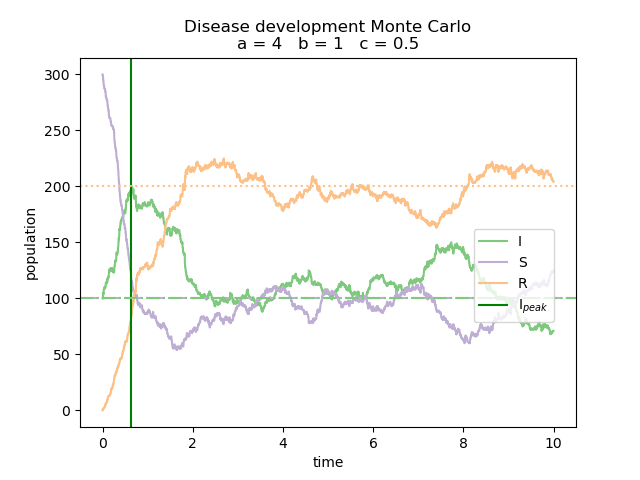 Disease development Monte Carlo
a = 4   b = 1   c = 0.5
300
250
200
150
100
50
0
population
I
S
R
I_peak
0
2
4
6
8
10
time